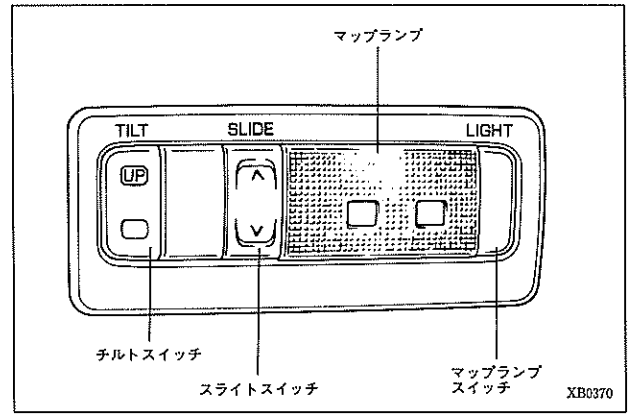 マップランプ
TILT
SLIDE
LIGHT
UP
チルトスイッチ
スライトスイッチ
マップランプ
スイッチ
XB0370